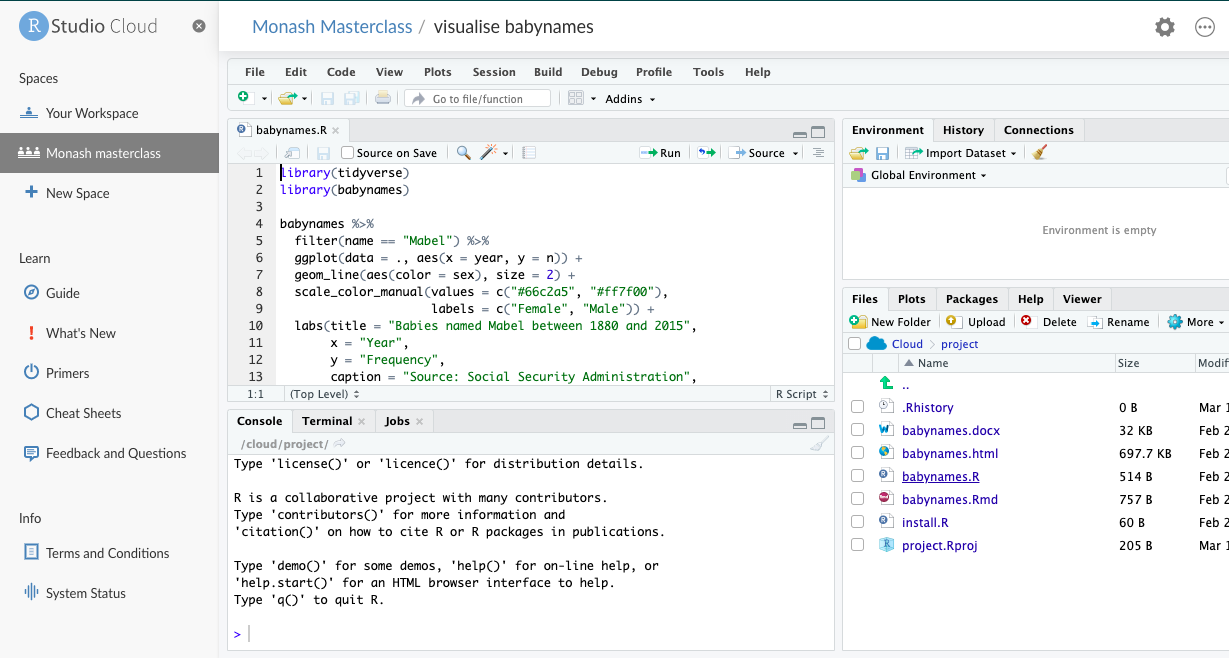 R Studio Cloud
Monash Masterclass / visualise babynames
Spaces
Your Workspace
Monash masterclass
New Space
Learn
Guide
What's New
Primers
Cheat Sheets
Feedback and Questions
Info
Terms and Conditions
System Status
File Edit Code View Plots Session Build Debug Profile Tools Help
Go to file/function Addins
babynames.R
Source on Save Run Source
1 library(tidyverse)
2 library(babynames)
3
4 babynames %>%
5 filter(name == "Mabel") %>%
6 ggplot(data = ., aes(x = year, y = n)) +
7 geom_line(aes(color = sex), size = 2) +
8 scale_color_manual(values = c("#66c2a5", "#ff7f00"),
9 labels = c("Female", "Male")) +
10 labs(title = "Babies named Mabel between 1880 and 2015",
11 x = "Year",
12 y = "Frequency",
13 caption = "Source: Social Security Administration",
1:1 (Top Level) R Script
Console Terminal Jobs
/cloud/project/
Type 'license()' or 'licence()' for distribution details.
R is a collaborative project with many contributors.
Type 'contributors()' for more information and
'citation()' on how to cite R or R packages in publications.
Type 'demo()' for some demos, 'help()' for on-line help, or
'help.start()' for an HTML browser interface to help.
Type 'q()' to quit R.
>
Environment History Connections
Import Dataset
Global Environment
Environment is empty
Files Plots Packages Help Viewer
New Folder Upload Delete Rename More
Cloud project
Name Size Modif
..
.Rhistory 0 B Mar 1
babynames.docx 32 KB Feb 2
babynames.html 697.7 KB Feb 2
babynames.R 514 B Feb 2
babynames.Rmd 757 B Feb 2
install.R 60 B Feb 2
project.Rproj 205 B Mar 1